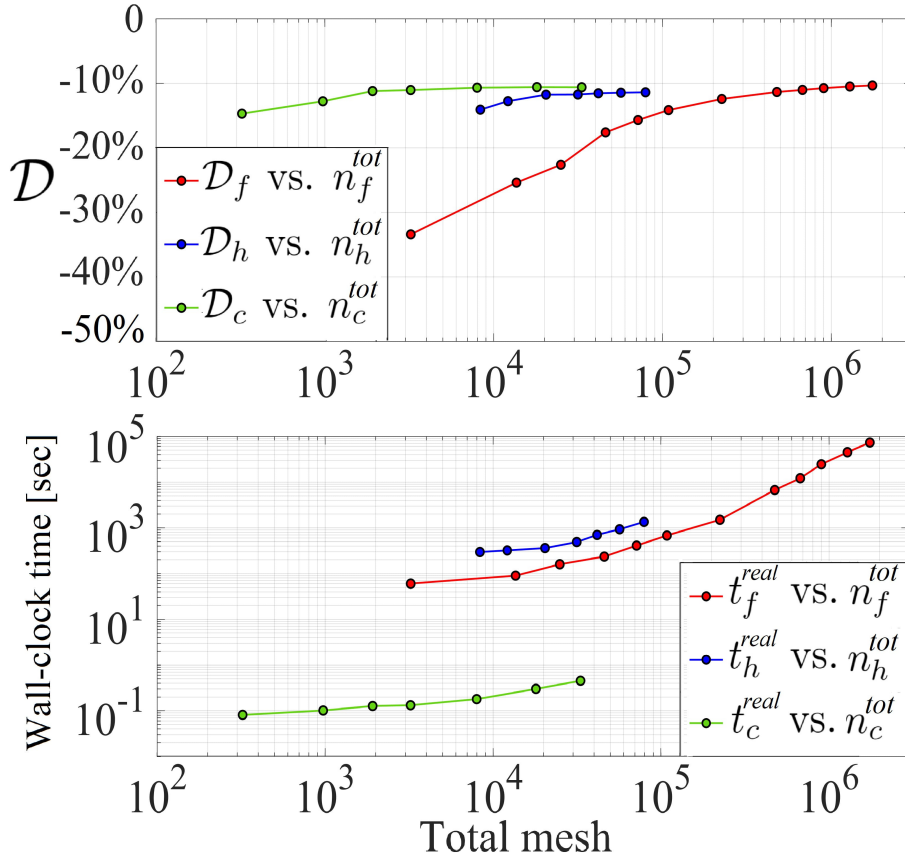 0
-10%
-20%
𝒟
-30%
-40%
-50%
𝒟_f vs. n_f^{tot}
𝒟_h vs. n_h^{tot}
𝒟_c vs. n_c^{tot}
10^2 10^3 10^4 10^5 10^6
Wall-clock time [sec]
10^5
10^3
10^1
10^{-1}
t_f^{real} vs. n_f^{tot}
t_h^{real} vs. n_h^{tot}
t_c^{real} vs. n_c^{tot}
10^2 10^3 10^4 10^5 10^6
Total mesh